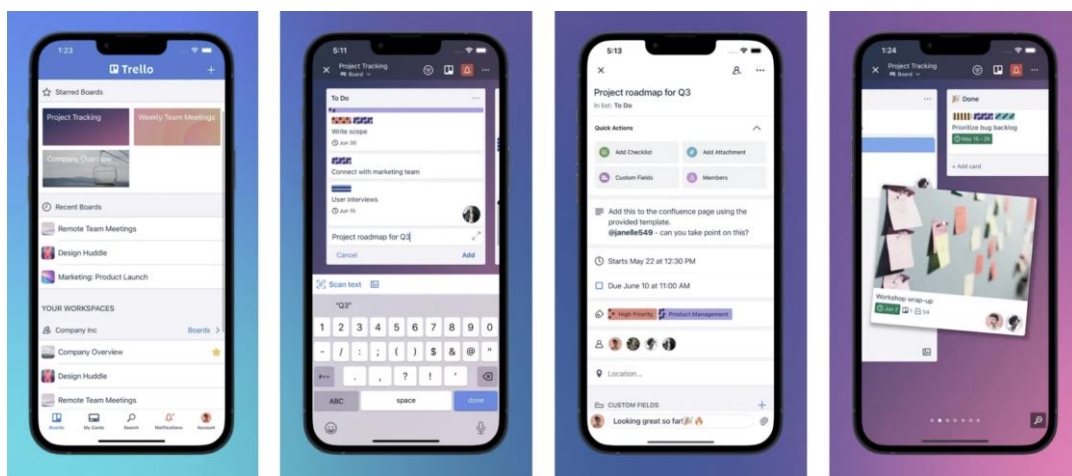 1:23
Trello
Starred Boards
Project Tracking
Weekly Team Meetings
Company Overview
Recent Boards
Remote Team Meetings
Design Huddle
Marketing: Product Launch
YOUR WORKSPACES
Company Inc
Boards
Company Overview
Design Huddle
Remote Team Meetings
Boards
My Cards
Search
Notifications
Account
5:11
Project Tracking
Board
To Do
Write scope
Jun 30
Connect with marketing team
User interviews
Jun 15
Project roadmap for Q3
Cancel
Add
Scan text
"Q3"
1 2 3 4 5 6 7 8 9 0
- / : ; ( ) $ & @ "
#+= . , ? ! '
ABC
space
done
5:13
Project roadmap for Q3
In list: To Do
Quick Actions
Add Checklist
Add Attachment
Custom Fields
Members
Add this to the confluence page using the
provided template.
@janelle549 - can you take point on this?
Starts May 22 at 12:30 PM
Due June 10 at 11:00 AM
High Priority
Product Management
Location...
CUSTOM FIELDS
Looking great so far!
1:24
Project Tracking
Board
Done
Prioritize bug backlog
May 15 - 26
+ Add card
Workshop wrap-up
Jun 2
1
1/4